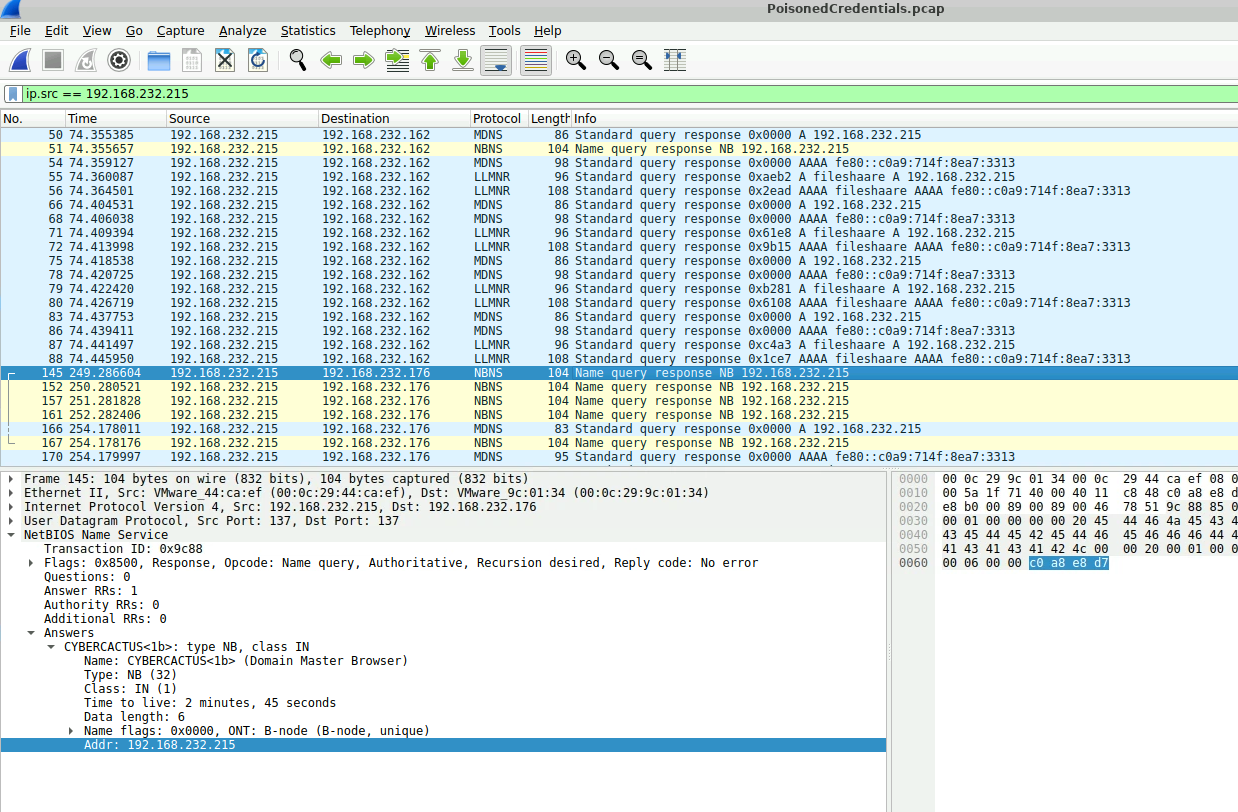 PoisonedCredentials.pcap
File Edit View Go Capture Analyze Statistics Telephony Wireless Tools Help
ip.src == 192.168.232.215
No. Time Source Destination Protocol Length Info
50 74.355385 192.168.232.215 192.168.232.162 MDNS 86 Standard query response 0x0000 A 192.168.232.215
51 74.355657 192.168.232.215 192.168.232.162 NBNS 104 Name query response NB 192.168.232.215
54 74.359127 192.168.232.215 192.168.232.162 MDNS 98 Standard query response 0x0000 AAAA fe80::c0a9:714f:8ea7:3313
55 74.360087 192.168.232.215 192.168.232.162 LLMNR 96 Standard query response 0xaeb2 A fileshaare A 192.168.232.215
56 74.364501 192.168.232.215 192.168.232.162 LLMNR 108 Standard query response 0x2ead AAAA fileshaare AAAA fe80::c0a9:714f:8ea7:3313
66 74.404531 192.168.232.215 192.168.232.162 MDNS 86 Standard query response 0x0000 A 192.168.232.215
68 74.406038 192.168.232.215 192.168.232.162 MDNS 98 Standard query response 0x0000 AAAA fe80::c0a9:714f:8ea7:3313
71 74.409394 192.168.232.215 192.168.232.162 LLMNR 96 Standard query response 0x61e8 A fileshaare A 192.168.232.215
72 74.413998 192.168.232.215 192.168.232.162 LLMNR 108 Standard query response 0x9b15 AAAA fileshaare AAAA fe80::c0a9:714f:8ea7:3313
75 74.418538 192.168.232.215 192.168.232.162 MDNS 86 Standard query response 0x0000 A 192.168.232.215
78 74.420725 192.168.232.215 192.168.232.162 MDNS 98 Standard query response 0x0000 AAAA fe80::c0a9:714f:8ea7:3313
79 74.422420 192.168.232.215 192.168.232.162 LLMNR 96 Standard query response 0xb281 A fileshaare A 192.168.232.215
80 74.426719 192.168.232.215 192.168.232.162 LLMNR 108 Standard query response 0x6108 AAAA fileshaare AAAA fe80::c0a9:714f:8ea7:3313
83 74.437753 192.168.232.215 192.168.232.162 MDNS 86 Standard query response 0x0000 A 192.168.232.215
86 74.439411 192.168.232.215 192.168.232.162 MDNS 98 Standard query response 0x0000 AAAA fe80::c0a9:714f:8ea7:3313
87 74.441497 192.168.232.215 192.168.232.162 LLMNR 96 Standard query response 0xc4a3 A fileshaare A 192.168.232.215
88 74.445950 192.168.232.215 192.168.232.162 LLMNR 108 Standard query response 0x1ce7 AAAA fileshaare AAAA fe80::c0a9:714f:8ea7:3313
145 249.286604 192.168.232.215 192.168.232.176 NBNS 104 Name query response NB 192.168.232.215
152 250.280521 192.168.232.215 192.168.232.176 NBNS 104 Name query response NB 192.168.232.215
157 251.281828 192.168.232.215 192.168.232.176 NBNS 104 Name query response NB 192.168.232.215
161 252.282406 192.168.232.215 192.168.232.176 NBNS 104 Name query response NB 192.168.232.215
166 254.178011 192.168.232.215 192.168.232.176 MDNS 83 Standard query response 0x0000 A 192.168.232.215
167 254.178176 192.168.232.215 192.168.232.176 NBNS 104 Name query response NB 192.168.232.215
170 254.179997 192.168.232.215 192.168.232.176 MDNS 95 Standard query response 0x0000 AAAA fe80::c0a9:714f:8ea7:3313
Frame 145: 104 bytes on wire (832 bits), 104 bytes captured (832 bits)
Ethernet II, Src: VMware_44:ca:ef (00:0c:29:44:ca:ef), Dst: VMware_9c:01:34 (00:0c:29:9c:01:34)
Internet Protocol Version 4, Src: 192.168.232.215, Dst: 192.168.232.176
User Datagram Protocol, Src Port: 137, Dst Port: 137
NetBIOS Name Service
Transaction ID: 0x9c88
Flags: 0x8500, Response, Opcode: Name query, Authoritative, Recursion desired, Reply code: No error
Questions: 0
Answer RRs: 1
Authority RRs: 0
Additional RRs: 0
Answers
CYBERCACTUS<1b>: type NB, class IN
Name: CYBERCACTUS<1b> (Domain Master Browser)
Type: NB (32)
Class: IN (1)
Time to live: 2 minutes, 45 seconds
Data length: 6
Name flags: 0x0000, ONT: B-node (B-node, unique)
Addr: 192.168.232.215
0000 00 0c 29 9c 01 34 00 0c 29 44 ca ef 08 0
0010 00 5a 1f 71 40 00 40 11 c8 48 c0 a8 e8 d
0020 e8 b0 00 89 00 89 00 46 78 51 9c 88 85 0
0030 00 01 00 00 00 00 20 45 44 46 4a 45 43 4
0040 43 45 44 45 42 45 44 46 45 46 46 46 44 4
0050 41 43 41 43 41 42 4c 00 00 20 00 01 00 0
0060 00 06 00 00 c0 a8 e8 d7